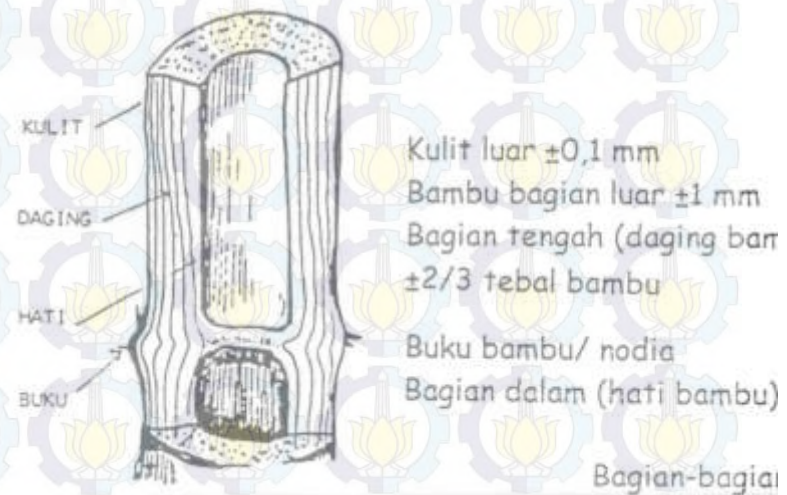 KULIT
DAGING
HATI
BUKU
Kulit luar ±0,1 mm
Bambu bagian luar ±1 mm
Bagian tengah (daging bam
±2/3 tebal bambu
Buku bambu/ nodia
Bagian dalam (hati bambu)
Bagian-bagian